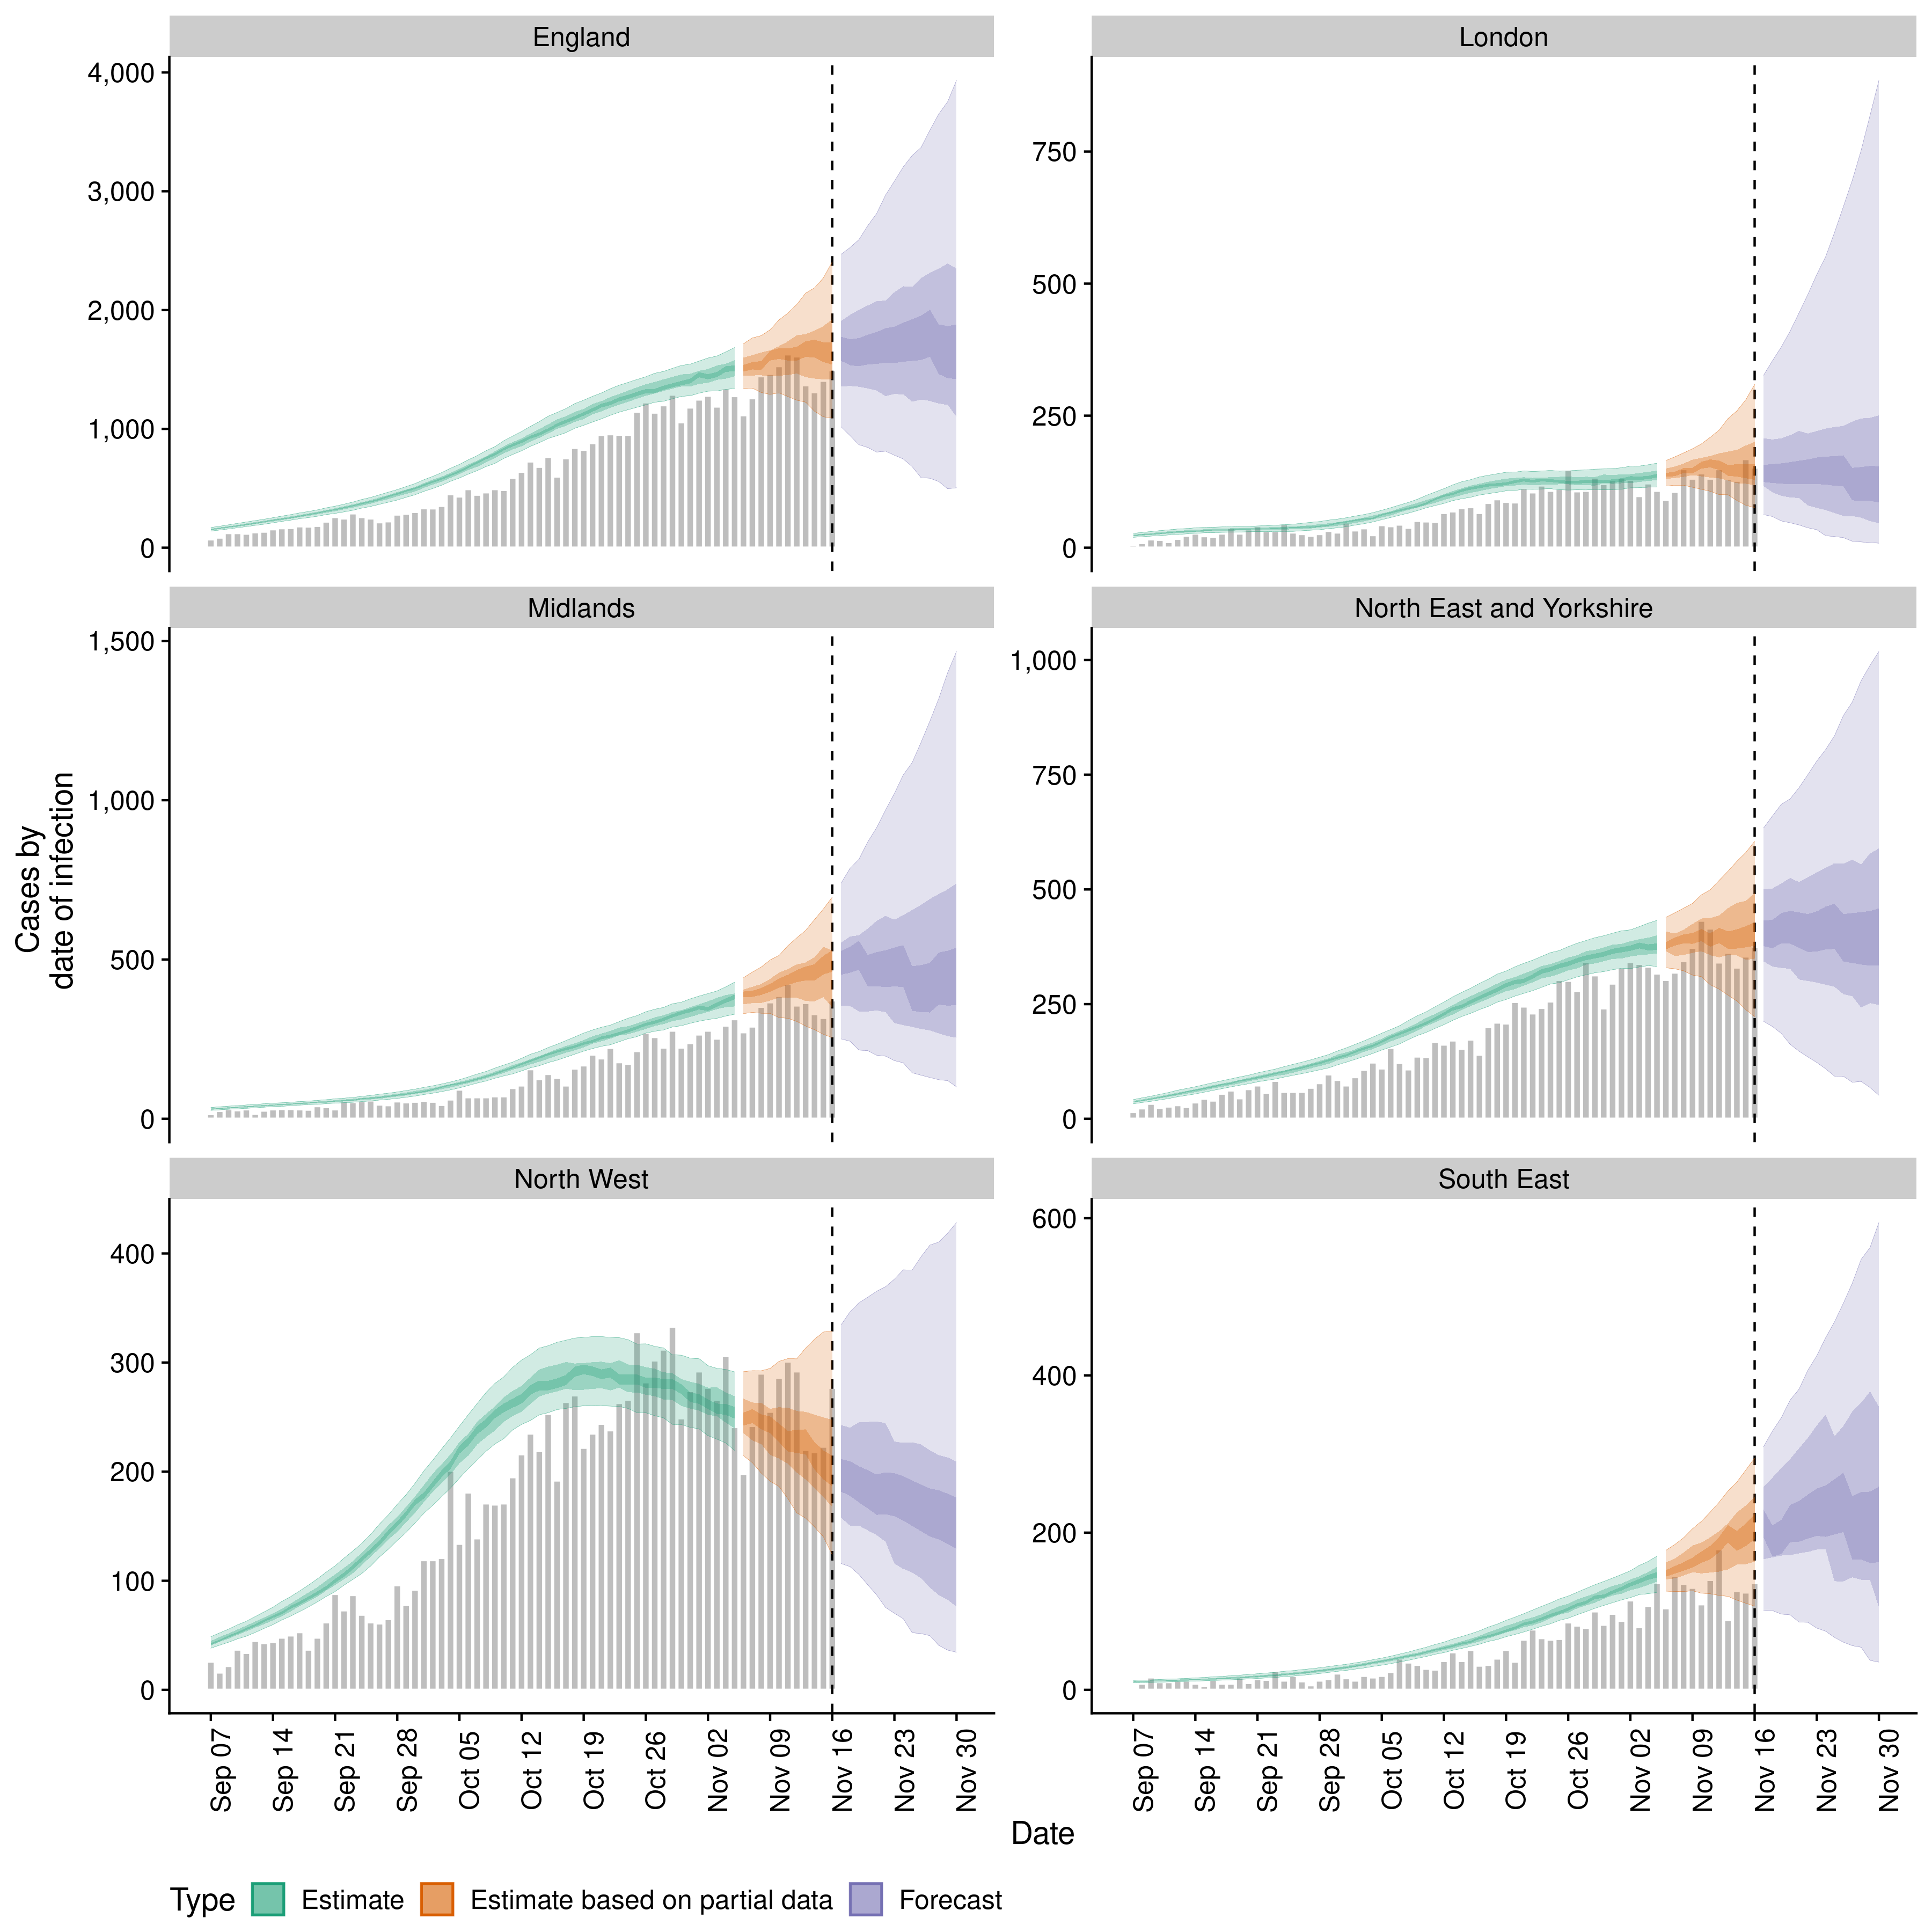 England
London
4,000
3,000
2,000
1,000
0
750
500
250
0
Midlands
North East and Yorkshire
1,500
1,000
500
0
1,000
750
500
250
0
North West
South East
400
300
200
100
0
600
400
200
0
Cases by
date of infection
Sep 07
Sep 14
Sep 21
Sep 28
Oct 05
Oct 12
Oct 19
Oct 26
Nov 02
Nov 09
Nov 16
Nov 23
Nov 30
Sep 07
Sep 14
Sep 21
Sep 28
Oct 05
Oct 12
Oct 19
Oct 26
Nov 02
Nov 09
Nov 16
Nov 23
Nov 30
Date
Type Estimate Estimate based on partial data Forecast